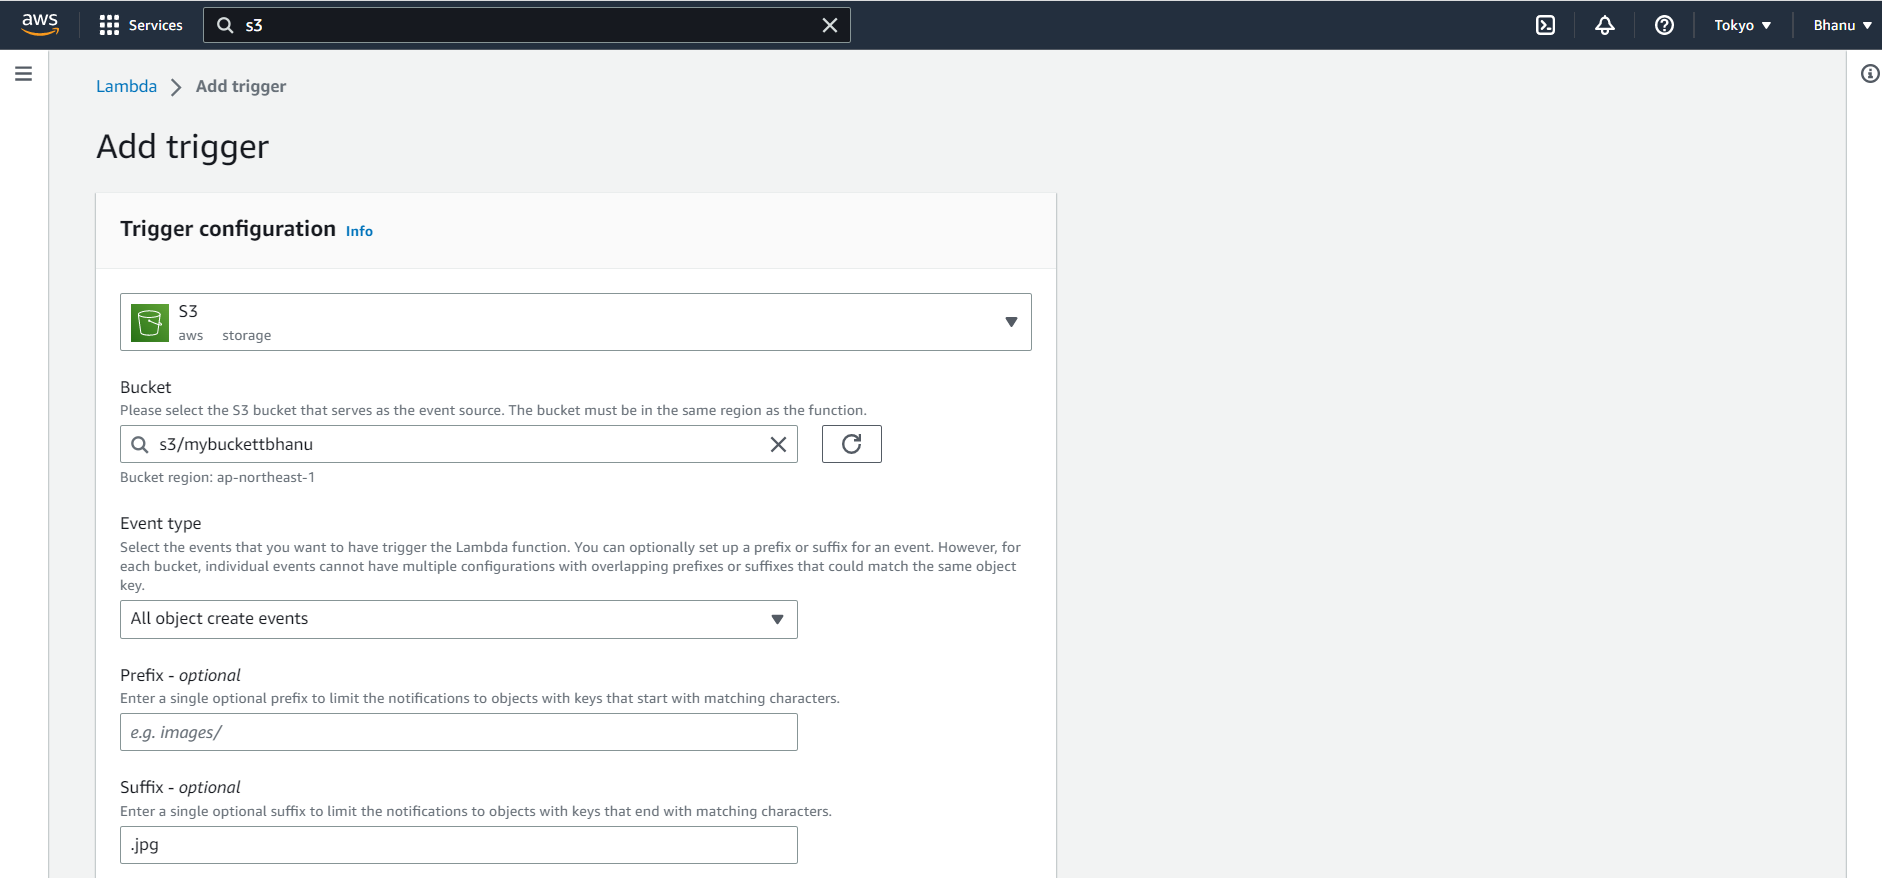 aws
Services
s3
Tokyo
Bhanu
Lambda
Add trigger
Add trigger
Trigger configuration Info
S3
aws storage
Bucket
Please select the S3 bucket that serves as the event source. The bucket must be in the same region as the function.
s3/mybuckettbhanu
Bucket region: ap-northeast-1
Event type
Select the events that you want to have trigger the Lambda function. You can optionally set up a prefix or suffix for an event. However, for
each bucket, individual events cannot have multiple configurations with overlapping prefixes or suffixes that could match the same object
key.
All object create events
Prefix - optional
Enter a single optional prefix to limit the notifications to objects with keys that start with matching characters.
e.g. images/
Suffix - optional
Enter a single optional suffix to limit the notifications to objects with keys that end with matching characters.
.jpg